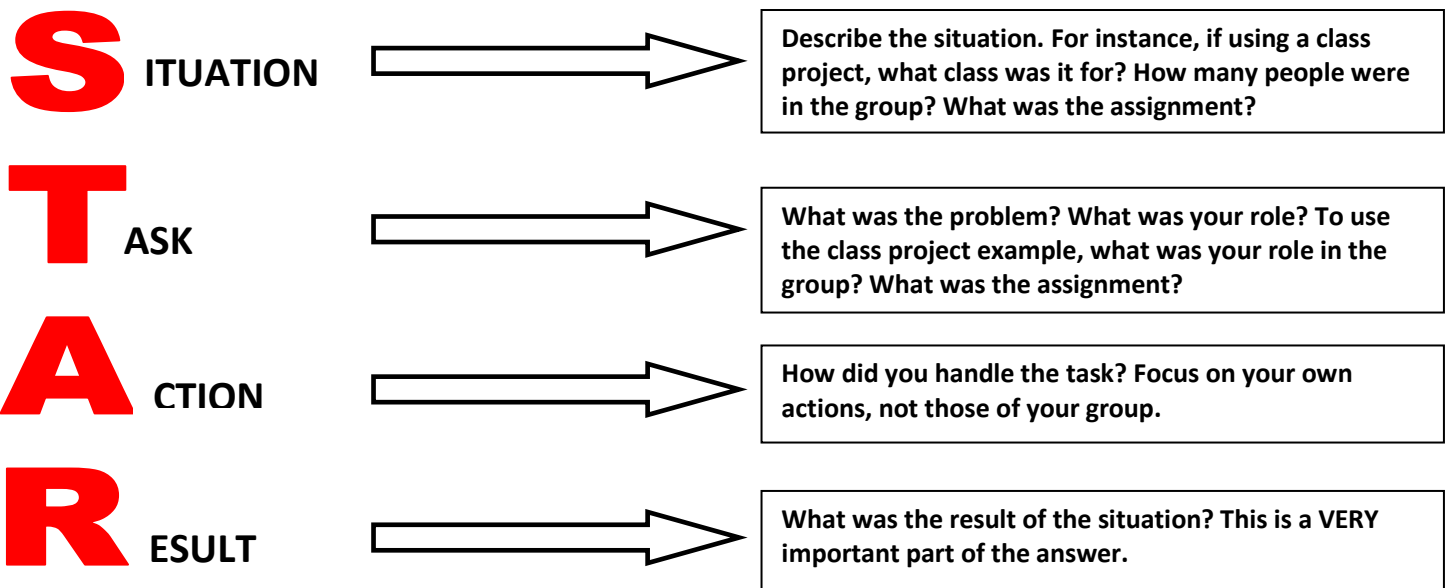 SITUATION
Describe the situation. For instance, if using a class
project, what class was it for? How many people were
in the group? What was the assignment?
TASK
What was the problem? What was your role? To use
the class project example, what was your role in the
group? What was the assignment?
ACTION
How did you handle the task? Focus on your own
actions, not those of your group.
RESULT
What was the result of the situation? This is a VERY
important part of the answer.